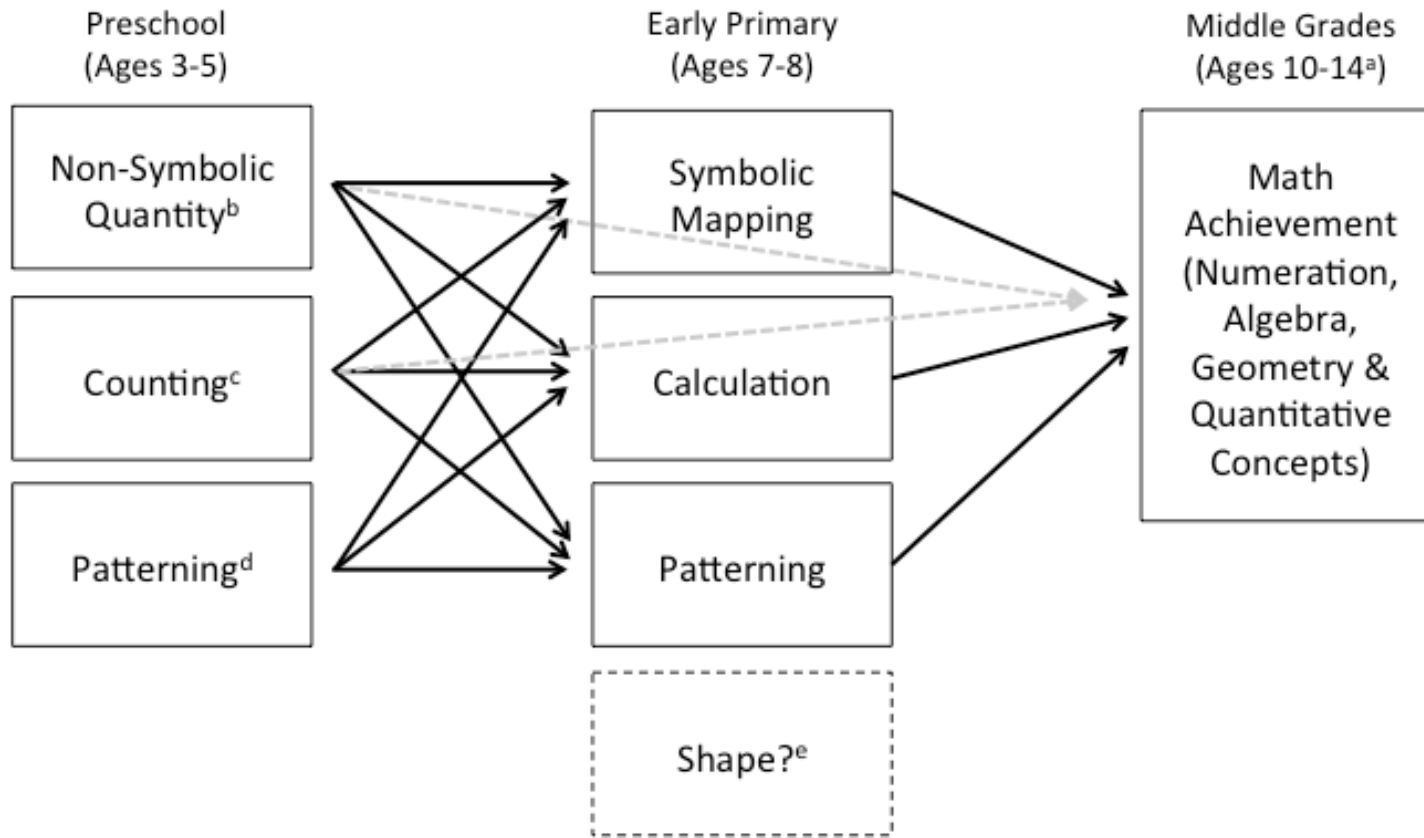 Preschool
(Ages 3-5)
Early Primary
(Ages 7-8)
Middle Grades
(Ages 10-14ᵃ)
Non-Symbolic
Quantityᵇ
Symbolic
Mapping
Math
Achievement
(Numeration,
Algebra,
Geometry &
Quantitative
Concepts)
Countingᶜ
Calculation
Patterningᵈ
Patterning
Shape?ᵉ